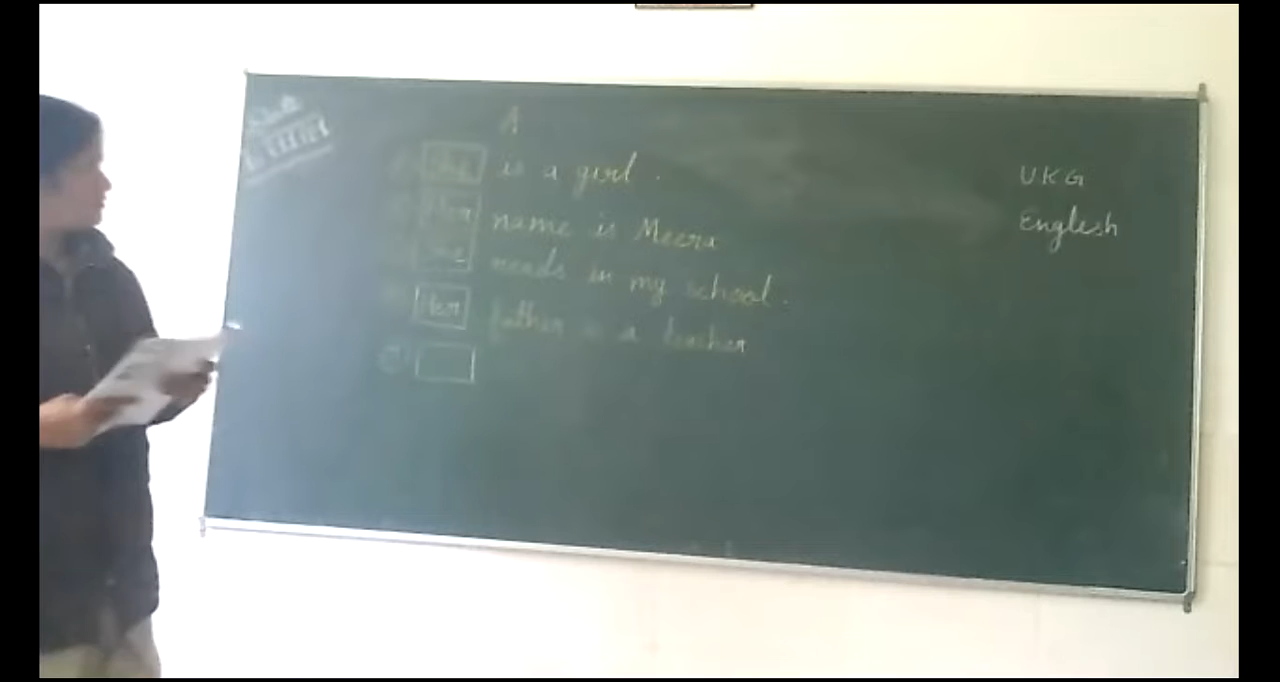 A
She is a girl.
Her name is Meera
She reads in my school.
Her father is a teacher
UKG
English